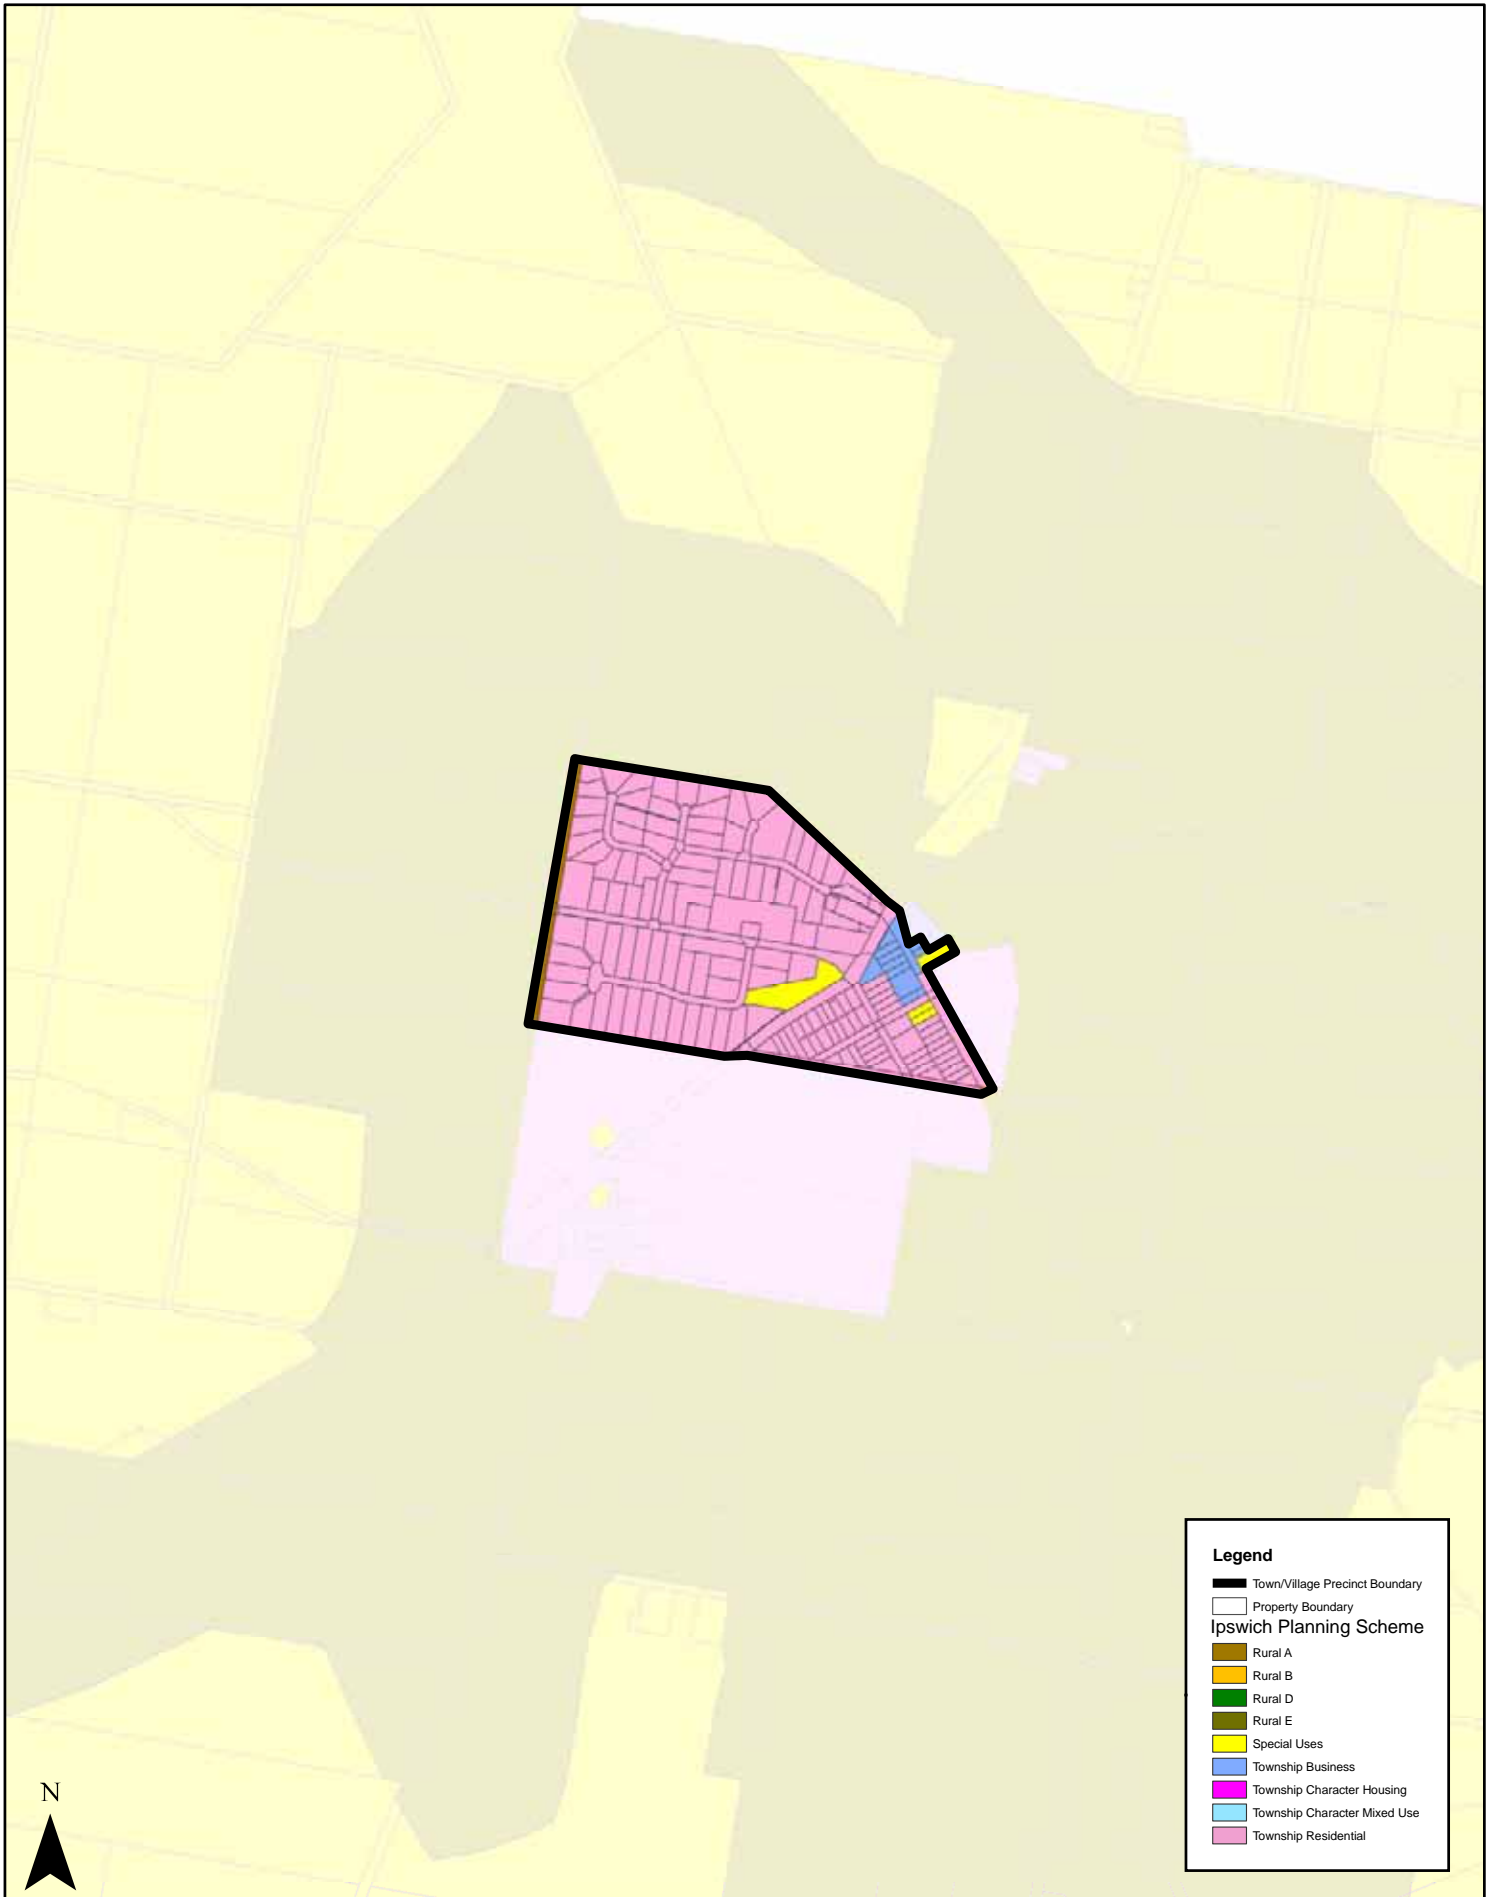 Legend
Town/Village Precinct Boundary
Property Boundary
Ipswich Planning Scheme
Rural A
Rural B
Rural D
Rural E
Special Uses
Township Business
Township Character Housing
Township Character Mixed Use
Township Residential
N